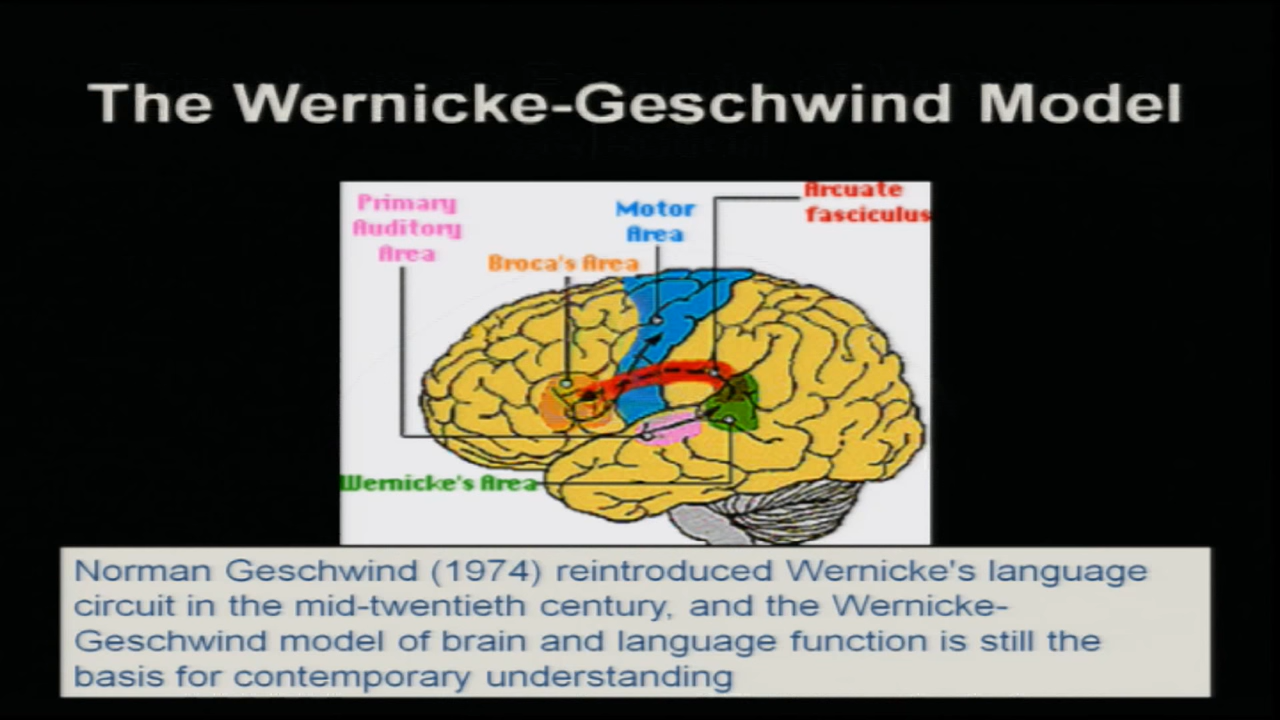 The Wernicke-Geschwind Model
Primary
Auditory
Area
Motor
Area
Arcuate
fasciculus
Broca's Area
Wernicke's Area
Norman Geschwind (1974) reintroduced Wernicke's language
circuit in the mid-twentieth century, and the Wernicke-
Geschwind model of brain and language function is still the
basis for contemporary understanding